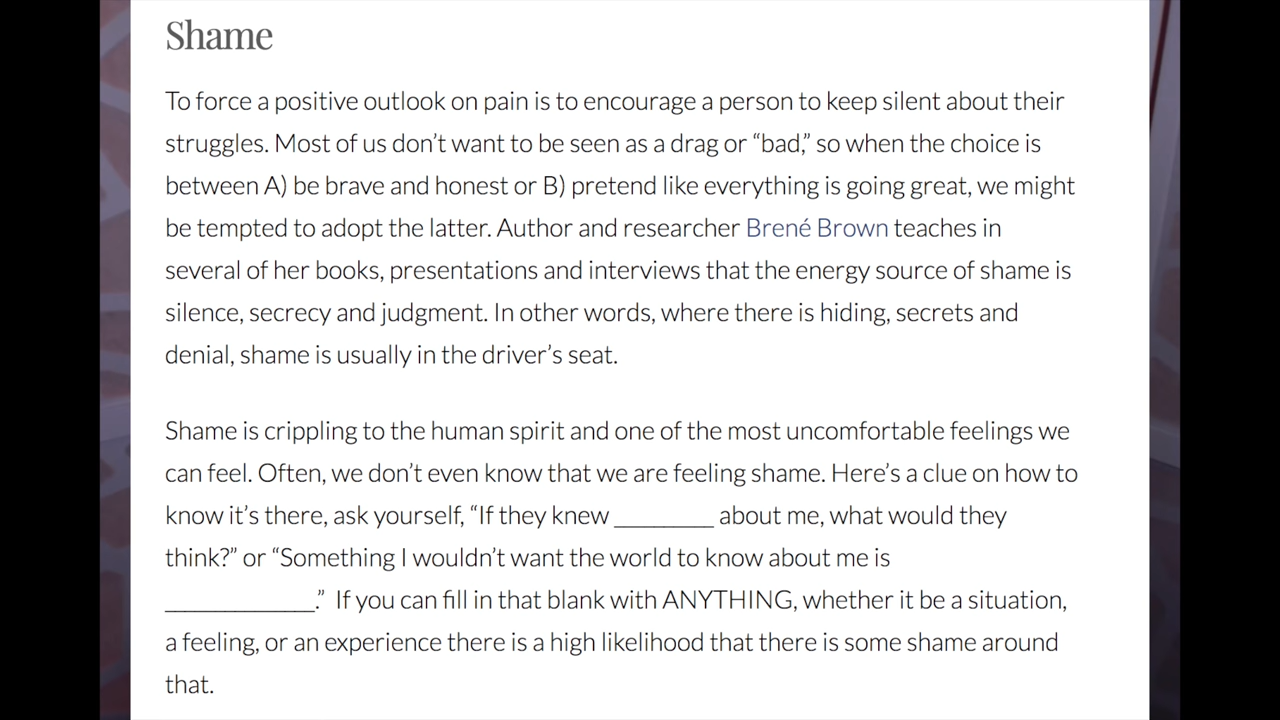 Shame
To force a positive outlook on pain is to encourage a person to keep silent about their
struggles. Most of us don’t want to be seen as a drag or “bad,” so when the choice is
between A) be brave and honest or B) pretend like everything is going great, we might
be tempted to adopt the latter. Author and researcher Brené Brown teaches in
several of her books, presentations and interviews that the energy source of shame is
silence, secrecy and judgment. In other words, where there is hiding, secrets and
denial, shame is usually in the driver’s seat.
Shame is crippling to the human spirit and one of the most uncomfortable feelings we
can feel. Often, we don’t even know that we are feeling shame. Here’s a clue on how to
know it’s there, ask yourself, “If they knew __________ about me, what would they
think?” or “Something I wouldn’t want the world to know about me is
_______________.”  If you can fill in that blank with ANYTHING, whether it be a situation,
a feeling, or an experience there is a high likelihood that there is some shame around
that.